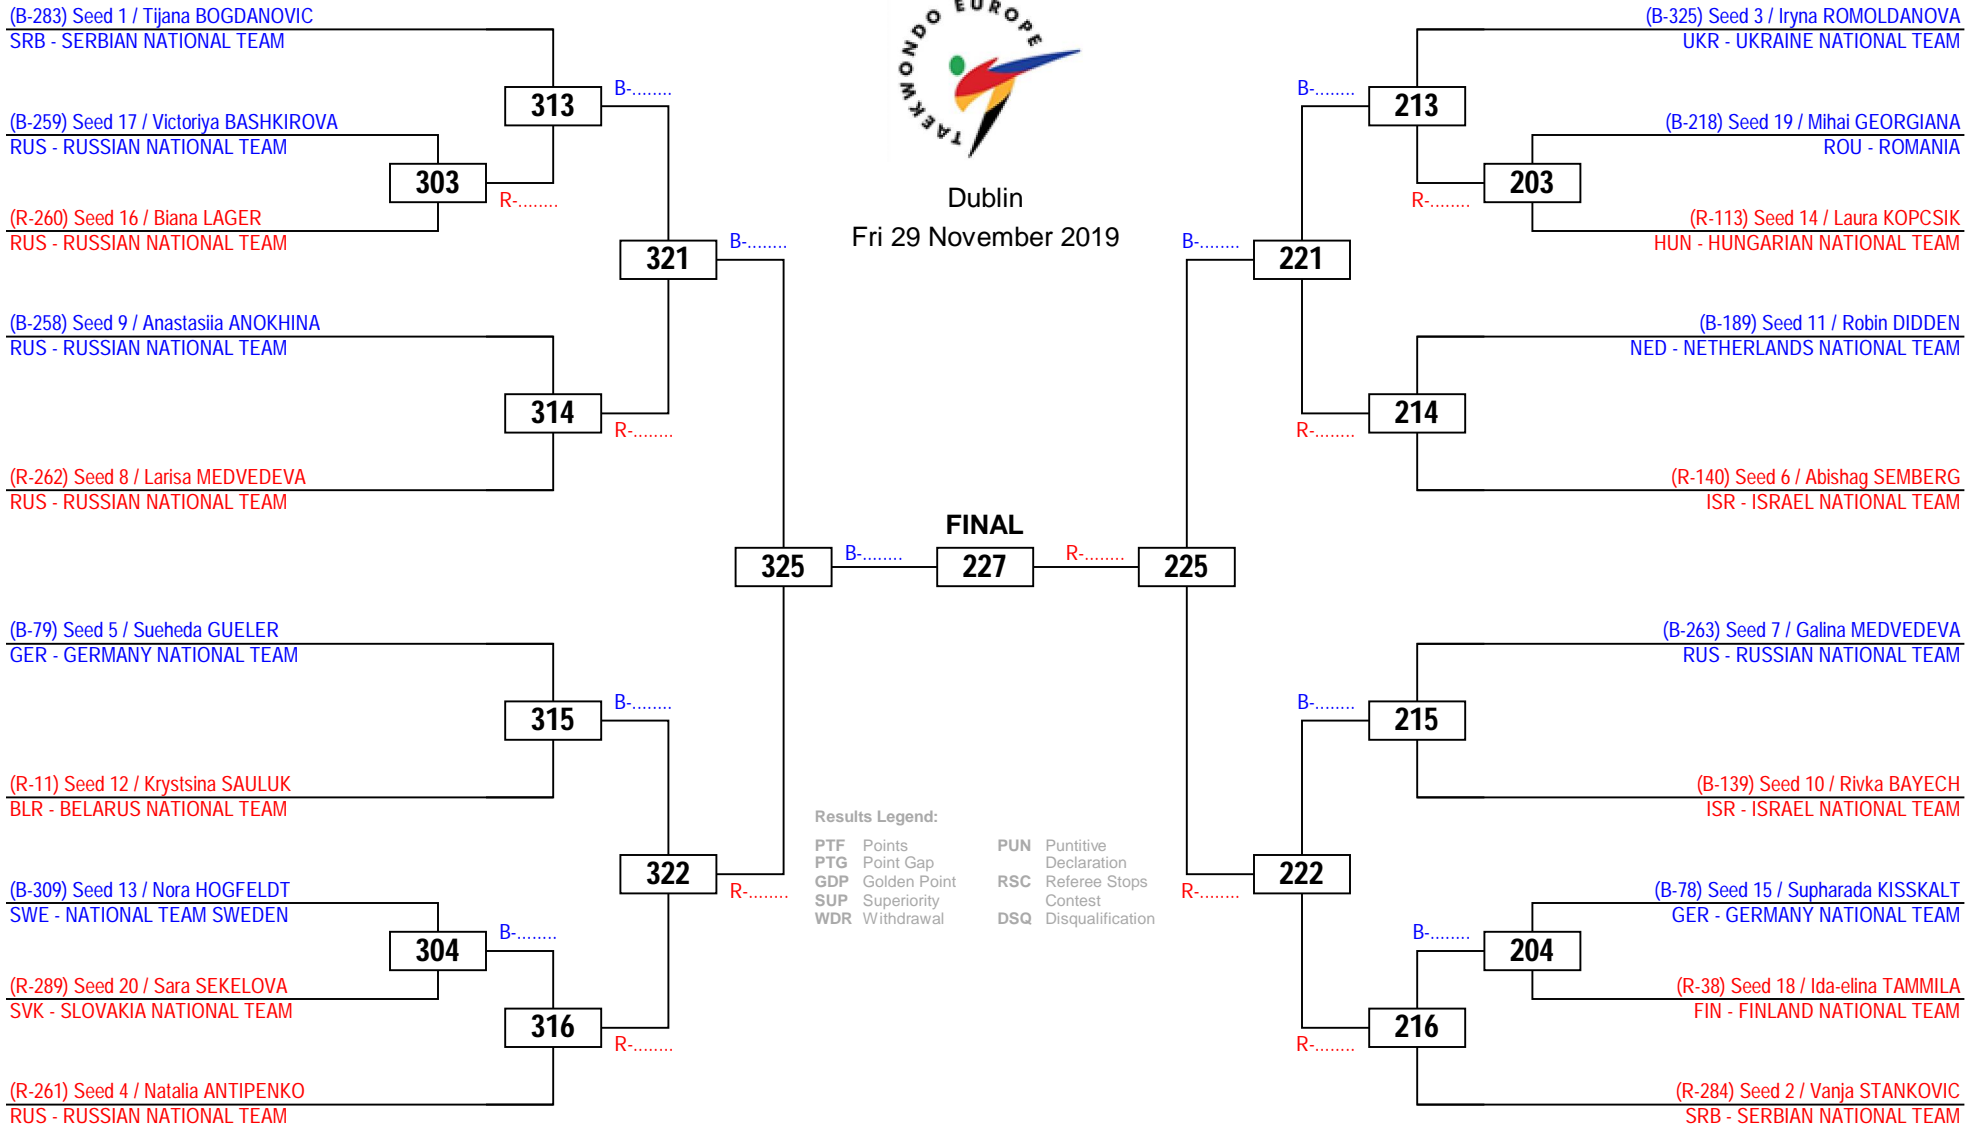 (B-283) Seed 1 / Tijana BOGDANOVIC
SRB - SERBIAN NATIONAL TEAM
(B-259) Seed 17 / Victoriya BASHKIROVA
RUS - RUSSIAN NATIONAL TEAM
(R-260) Seed 16 / Biana LAGER
RUS - RUSSIAN NATIONAL TEAM
(B-258) Seed 9 / Anastasiia ANOKHINA
RUS - RUSSIAN NATIONAL TEAM
(R-262) Seed 8 / Larisa MEDVEDEVA
RUS - RUSSIAN NATIONAL TEAM
(B-79) Seed 5 / Sueheda GUELER
GER - GERMANY NATIONAL TEAM
(R-11) Seed 12 / Krystsina SAULUK
BLR - BELARUS NATIONAL TEAM
(B-309) Seed 13 / Nora HOGFELDT
SWE - NATIONAL TEAM SWEDEN
(R-289) Seed 20 / Sara SEKELOVA
SVK - SLOVAKIA NATIONAL TEAM
(R-261) Seed 4 / Natalia ANTIPENKO
RUS - RUSSIAN NATIONAL TEAM
303
R-........
304
B-........
313
B-........
314
R-........
315
B-........
316
R-........
321
B-........
322
R-........
325
B-........
TAEKWONDO EUROPE
Dublin
Fri 29 November 2019
FINAL
227
R-........
225
Results Legend:
PTF Points
PTG Point Gap
GDP Golden Point
SUP Superiority
WDR Withdrawal
PUN Puntitive
Declaration
RSC Referee Stops
Contest
DSQ Disqualification
B-........
221
R-........
222
B-........
213
R-........
214
B-........
215
R-........
216
R-........
203
B-........
204
(B-325) Seed 3 / Iryna ROMOLDANOVA
UKR - UKRAINE NATIONAL TEAM
(B-218) Seed 19 / Mihai GEORGIANA
ROU - ROMANIA
(R-113) Seed 14 / Laura KOPCSIK
HUN - HUNGARIAN NATIONAL TEAM
(B-189) Seed 11 / Robin DIDDEN
NED - NETHERLANDS NATIONAL TEAM
(R-140) Seed 6 / Abishag SEMBERG
ISR - ISRAEL NATIONAL TEAM
(B-263) Seed 7 / Galina MEDVEDEVA
RUS - RUSSIAN NATIONAL TEAM
(B-139) Seed 10 / Rivka BAYECH
ISR - ISRAEL NATIONAL TEAM
(B-78) Seed 15 / Supharada KISSKALT
GER - GERMANY NATIONAL TEAM
(R-38) Seed 18 / Ida-elina TAMMILA
FIN - FINLAND NATIONAL TEAM
(R-284) Seed 2 / Vanja STANKOVIC
SRB - SERBIAN NATIONAL TEAM